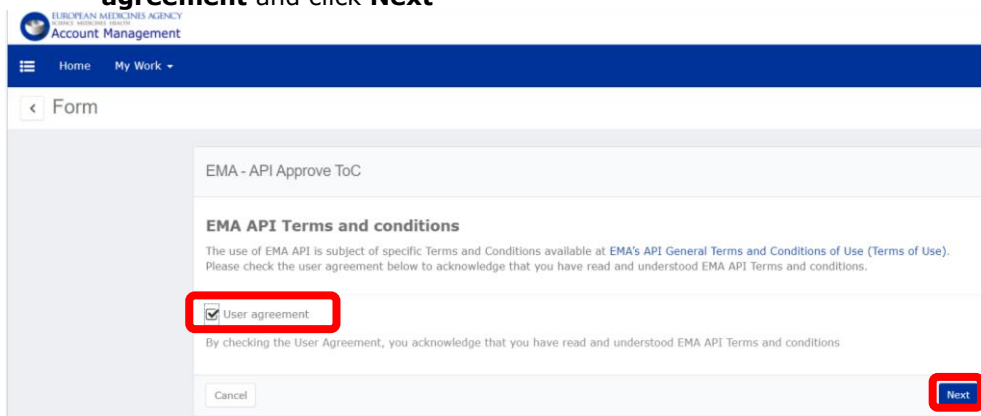 agreement and click Next
EUROPEAN MEDICINES AGENCY
SCIENCE MEDICINES HEALTH
Account Management
Home My Work
Form
EMA - API Approve ToC
EMA API Terms and conditions
The use of EMA API is subject of specific Terms and Conditions available at EMA's API General Terms and Conditions of Use (Terms of Use).
Please check the user agreement below to acknowledge that you have read and understood EMA API Terms and conditions.
User agreement
By checking the User Agreement, you acknowledge that you have read and understood EMA API Terms and conditions
Cancel Next